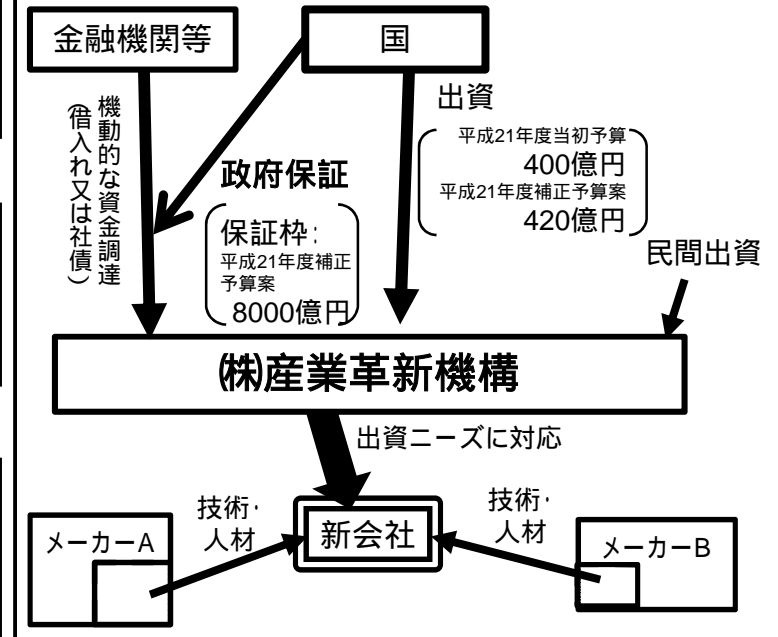 金融機関等
国
機動的な資金調達
(借入れ又は社債)
政府保証
保証枠:
平成21年度補正
予算案
8000億円
出資
平成21年度当初予算
400億円
平成21年度補正予算案
420億円
民間出資
㈱産業革新機構
出資ニーズに対応
メーカーA
技術・
人材
新会社
技術・
人材
メーカーB